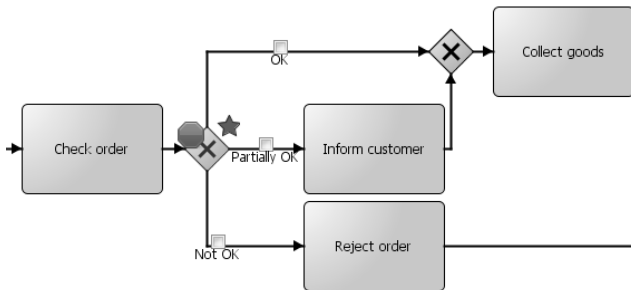 OK
Collect goods
Check order
Partially OK
Inform customer
Not OK
Reject order